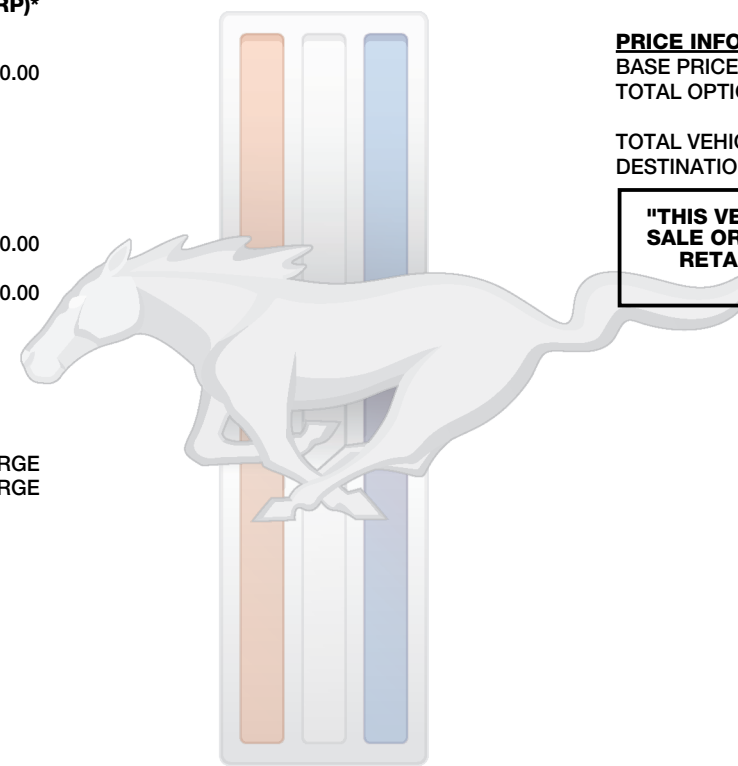 RP)*
0.00
0.00
0.00
RGE
RGE
PRICE INFO
BASE PRICE
TOTAL OPTIO
TOTAL VEHIC
DESTINATIO
"THIS VE
SALE OR
RETA